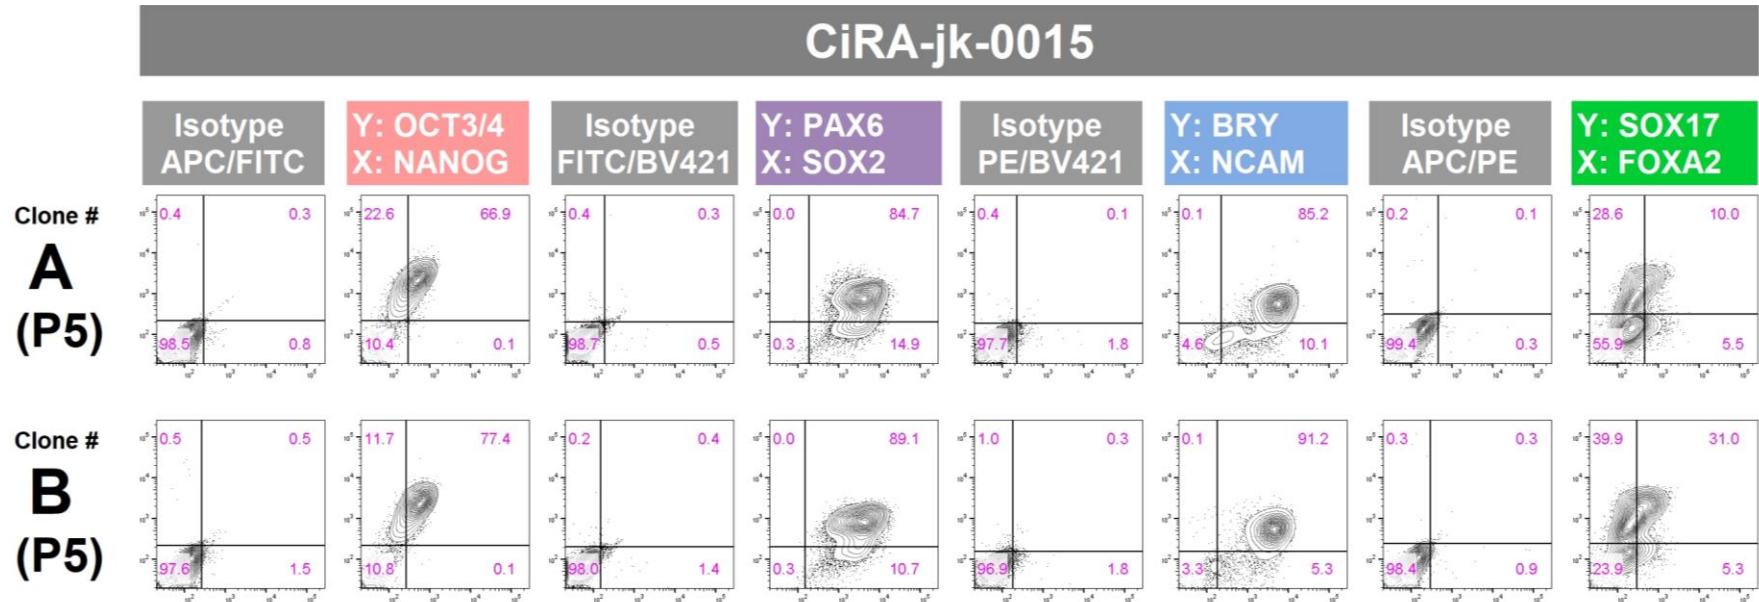 CiRA-jk-0015
Isotype
APC/FITC
Y: OCT3/4
X: NANOG
Isotype
FITC/BV421
Y: PAX6
X: SOX2
Isotype
PE/BV421
Y: BRY
X: NCAM
Isotype
APC/PE
Y: SOX17
X: FOXA2
Clone #
A
(P5)
0.4 0.3
98.5 0.8
22.6 66.9
10.4 0.1
0.4 0.3
98.7 0.5
0.0 84.7
0.3 14.9
0.4 0.1
97.7 1.8
0.1 85.2
4.6 10.1
0.2 0.1
99.4 0.3
28.6 10.0
55.9 5.5
Clone #
B
(P5)
0.5 0.5
97.6 1.5
11.7 77.4
10.8 0.1
0.2 0.4
98.0 1.4
0.0 89.1
0.3 10.7
1.0 0.3
96.9 1.8
0.1 91.2
3.3 5.3
0.3 0.3
98.4 0.9
39.9 31.0
23.9 5.3